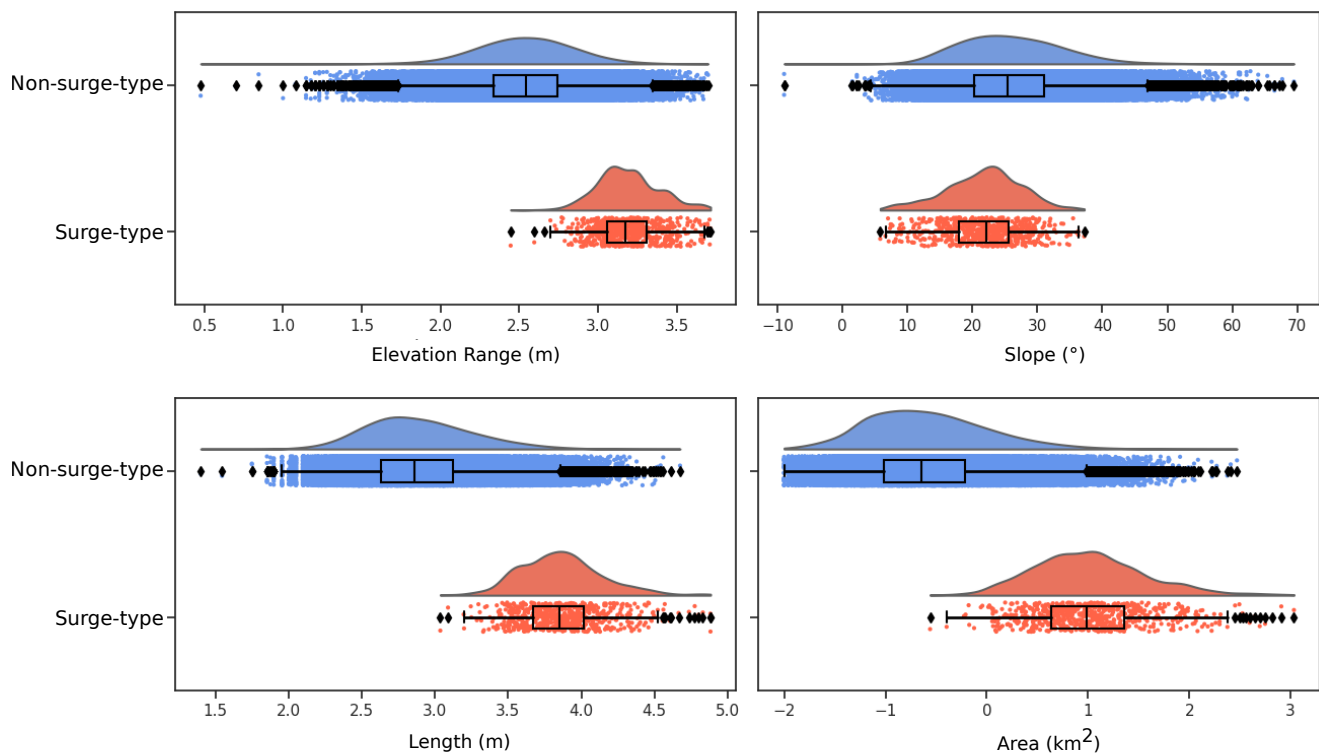 Non-surge-type
Surge-type
0.5 1.0 1.5 2.0 2.5 3.0 3.5
Elevation Range (m)
−10 0 10 20 30 40 50 60 70
Slope (°)
Non-surge-type
Surge-type
1.5 2.0 2.5 3.0 3.5 4.0 4.5 5.0
Length (m)
−2 −1 0 1 2 3
Area (km²)